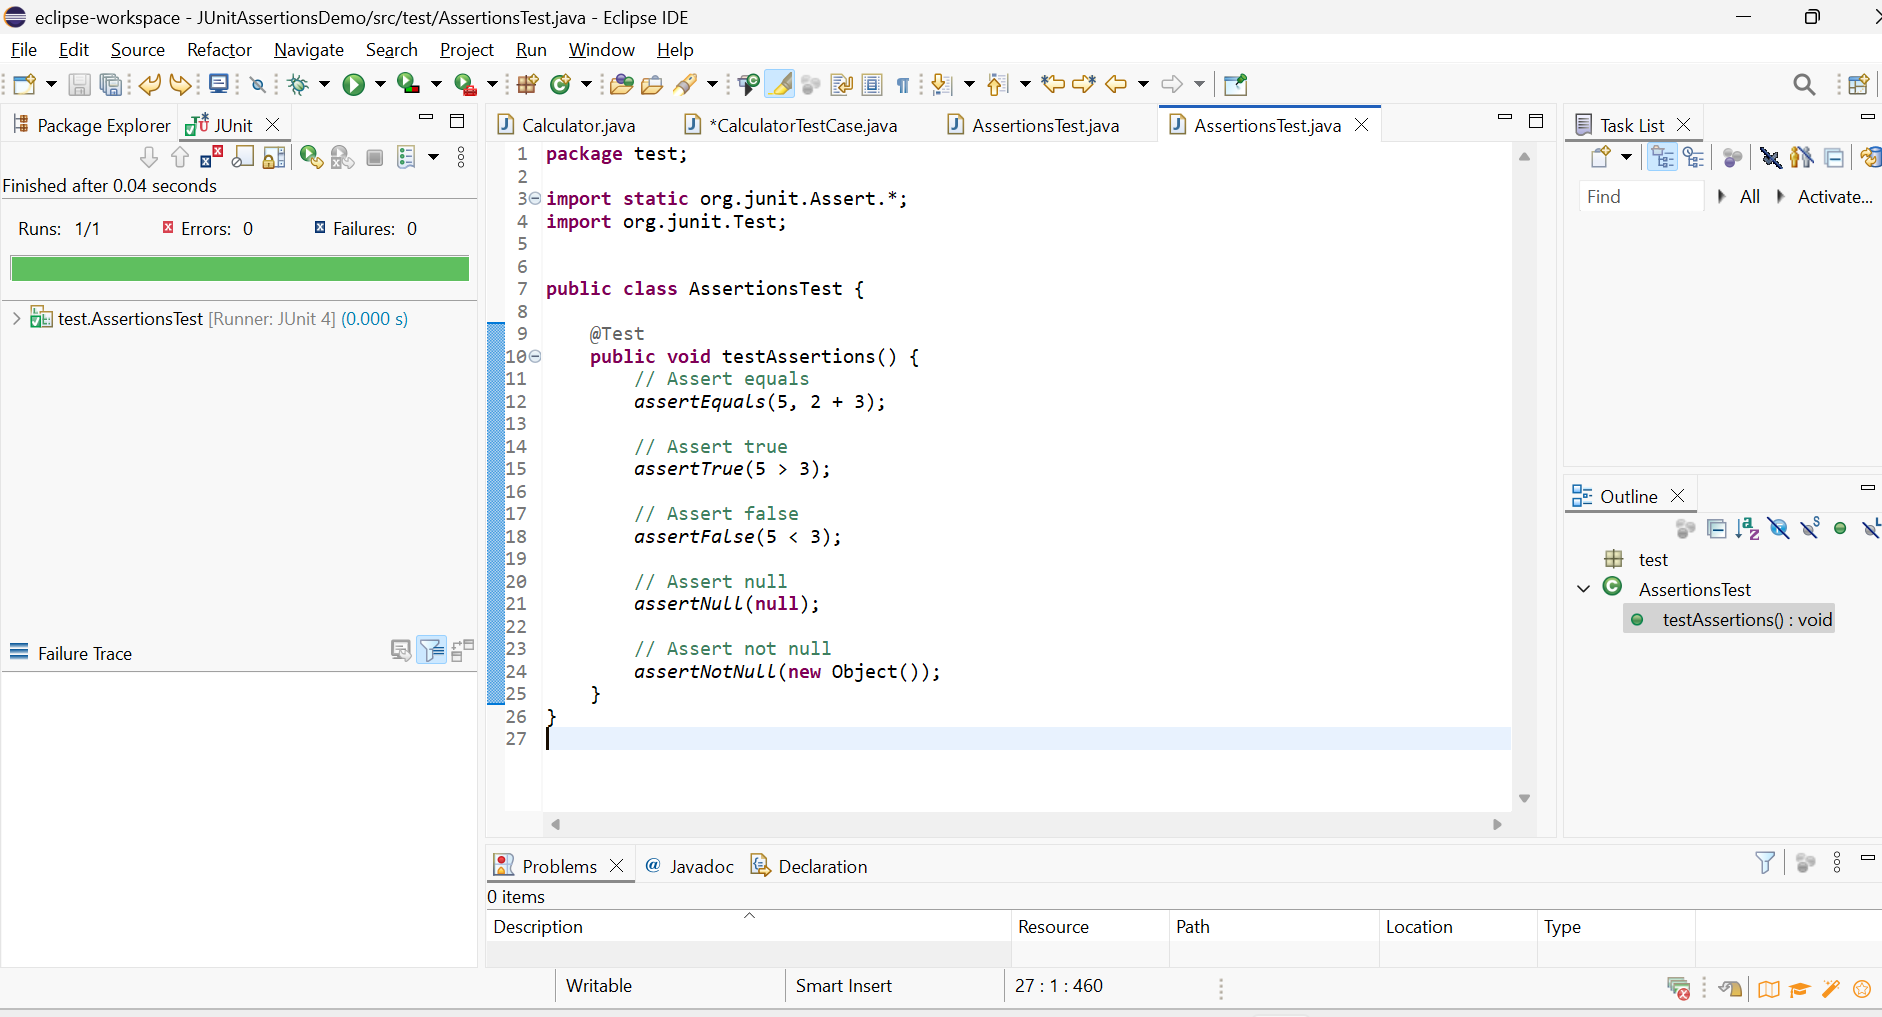 eclipse-workspace - JUnitAssertionsDemo/src/test/AssertionsTest.java - Eclipse IDE
File Edit Source Refactor Navigate Search Project Run Window Help
Package Explorer JUnit
Finished after 0.04 seconds
Runs: 1/1 Errors: 0 Failures: 0
test.AssertionsTest [Runner: JUnit 4] (0.000 s)
Failure Trace
Calculator.java *CalculatorTestCase.java AssertionsTest.java AssertionsTest.java
1 package test;
2
3 import static org.junit.Assert.*;
4 import org.junit.Test;
5
6
7 public class AssertionsTest {
8
9 @Test
10 public void testAssertions() {
11 // Assert equals
12 assertEquals(5, 2 + 3);
13
14 // Assert true
15 assertTrue(5 > 3);
16
17 // Assert false
18 assertFalse(5 < 3);
19
20 // Assert null
21 assertNull(null);
22
23 // Assert not null
24 assertNotNull(new Object());
25 }
26 }
27
Task List
Find All Activate...
Outline
test
AssertionsTest
testAssertions() : void
Problems Javadoc Declaration
0 items
Description Resource Path Location Type
Writable Smart Insert 27 : 1 : 460